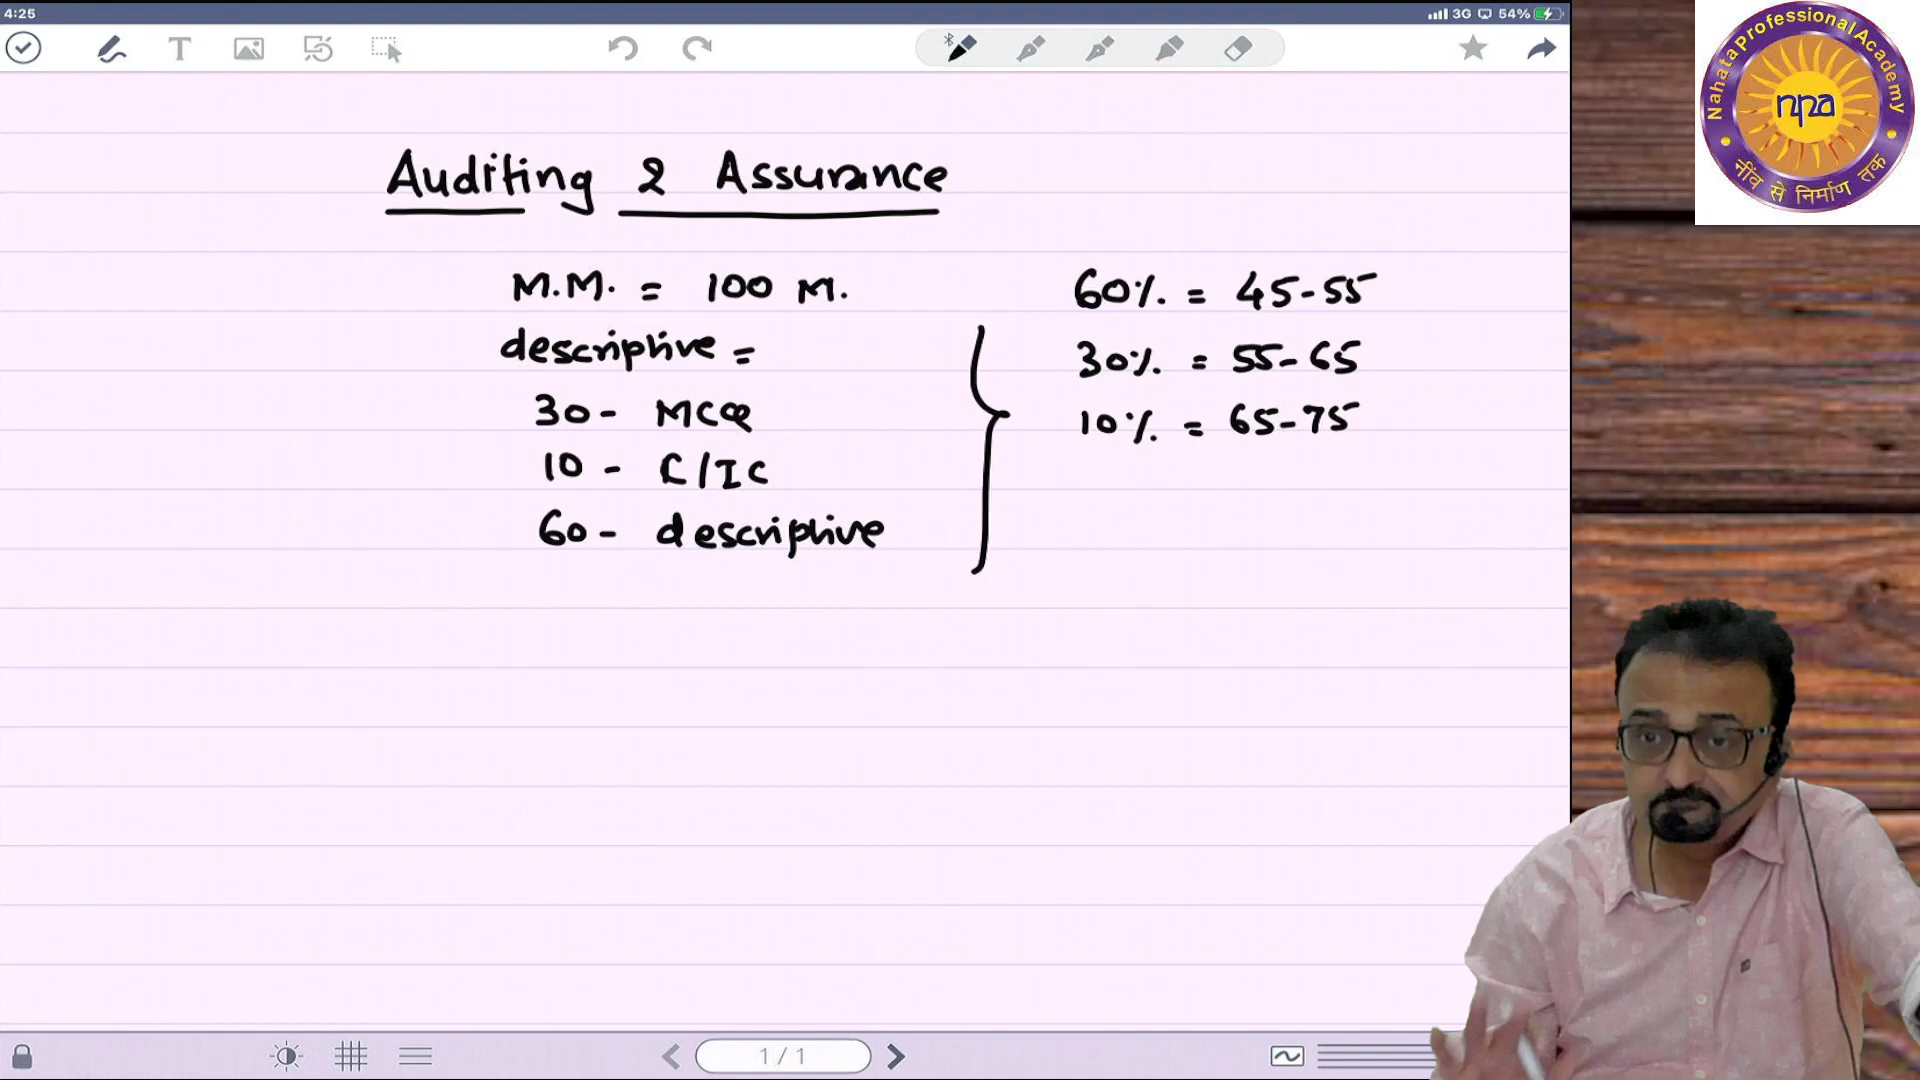 4:25
3G 54%
Nahata Professional Academy
npa
नींव से निर्माण तक
Auditing & Assurance
M.M. = 100 M.
descriptive =
30 - MCQ
10 - C/IC
60 - descriptive
60% = 45-55
30% = 55-65
10% = 65-75
1 / 1